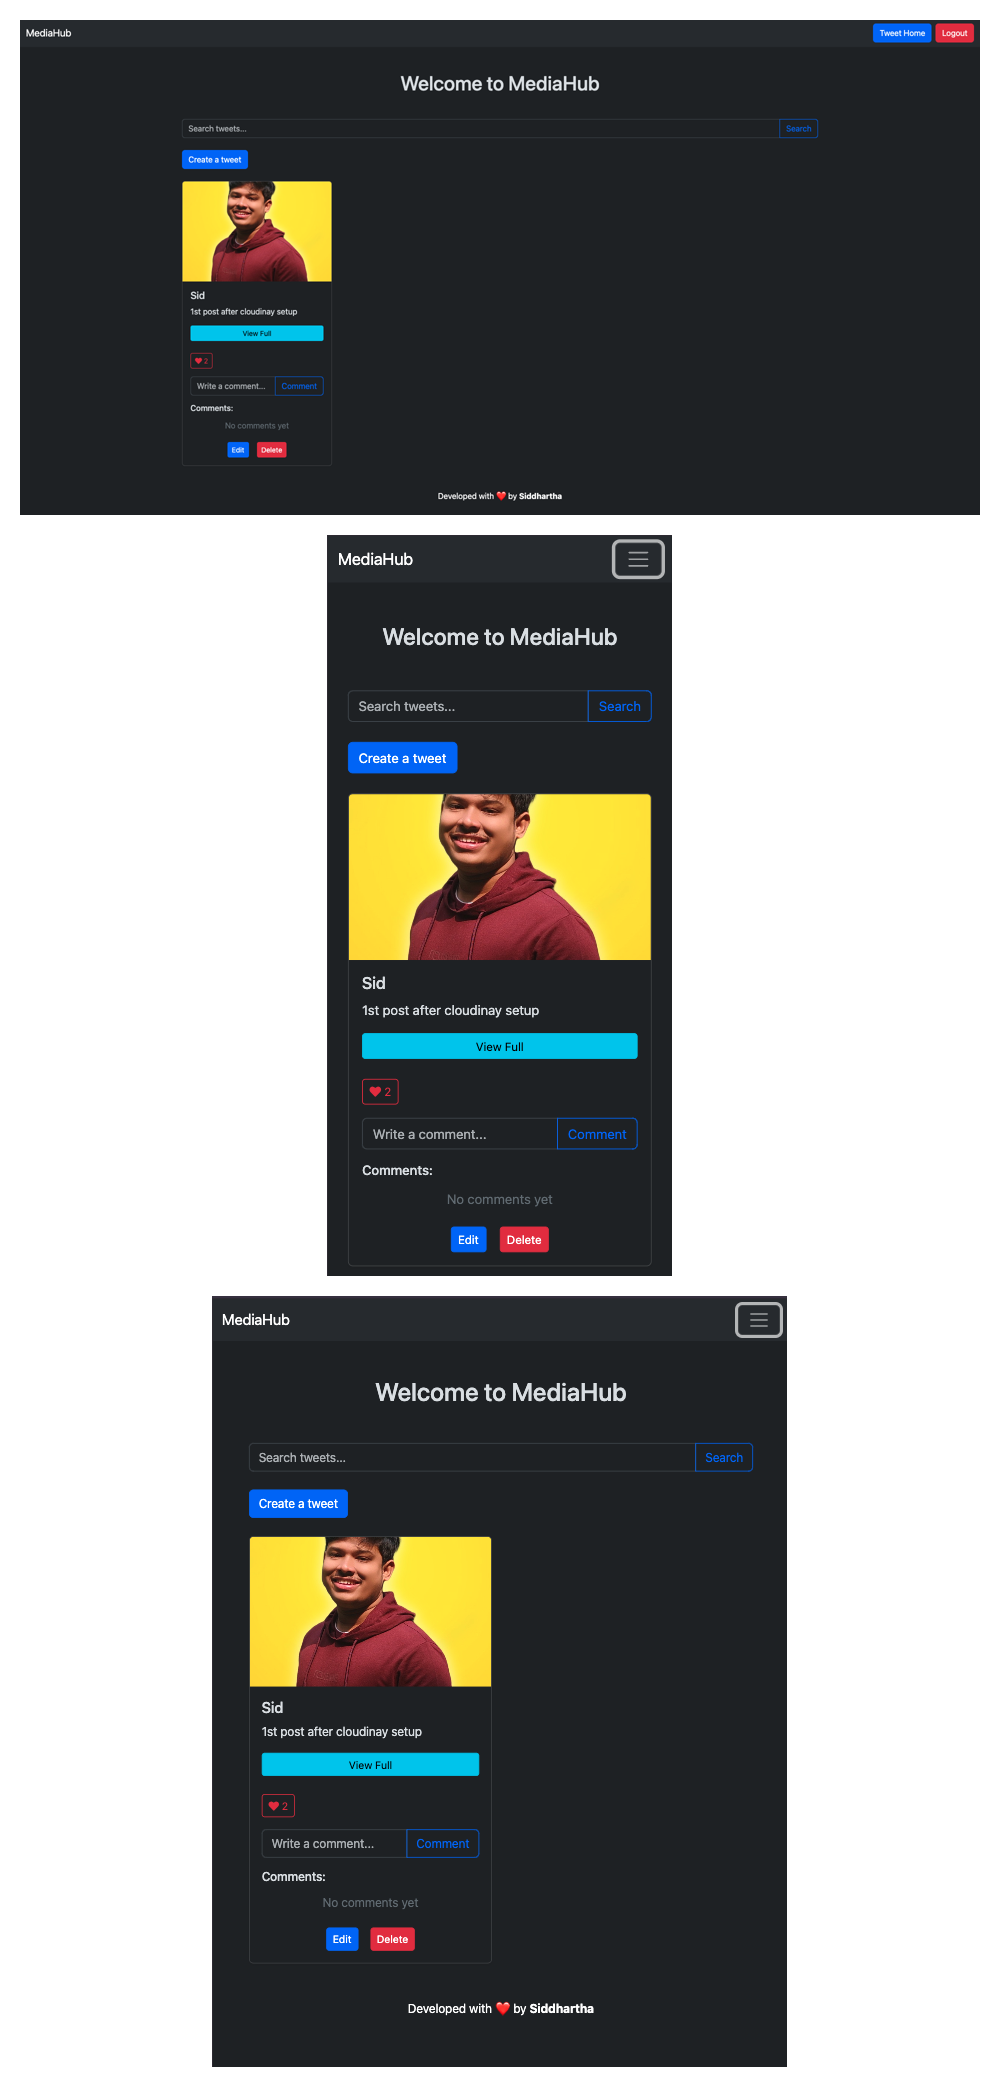 MediaHub
Tweet Home Logout
Welcome to MediaHub
Search tweets... Search
Create a tweet
Sid
1st post after cloudinay setup
View Full
2
Write a comment... Comment
Comments:
No comments yet
Edit Delete
Developed with ❤️ by Siddhartha
MediaHub
Welcome to MediaHub
Search tweets... Search
Create a tweet
Sid
1st post after cloudinay setup
View Full
2
Write a comment... Comment
Comments:
No comments yet
Edit Delete
MediaHub
Welcome to MediaHub
Search tweets... Search
Create a tweet
Sid
1st post after cloudinay setup
View Full
2
Write a comment... Comment
Comments:
No comments yet
Edit Delete
Developed with ❤️ by Siddhartha